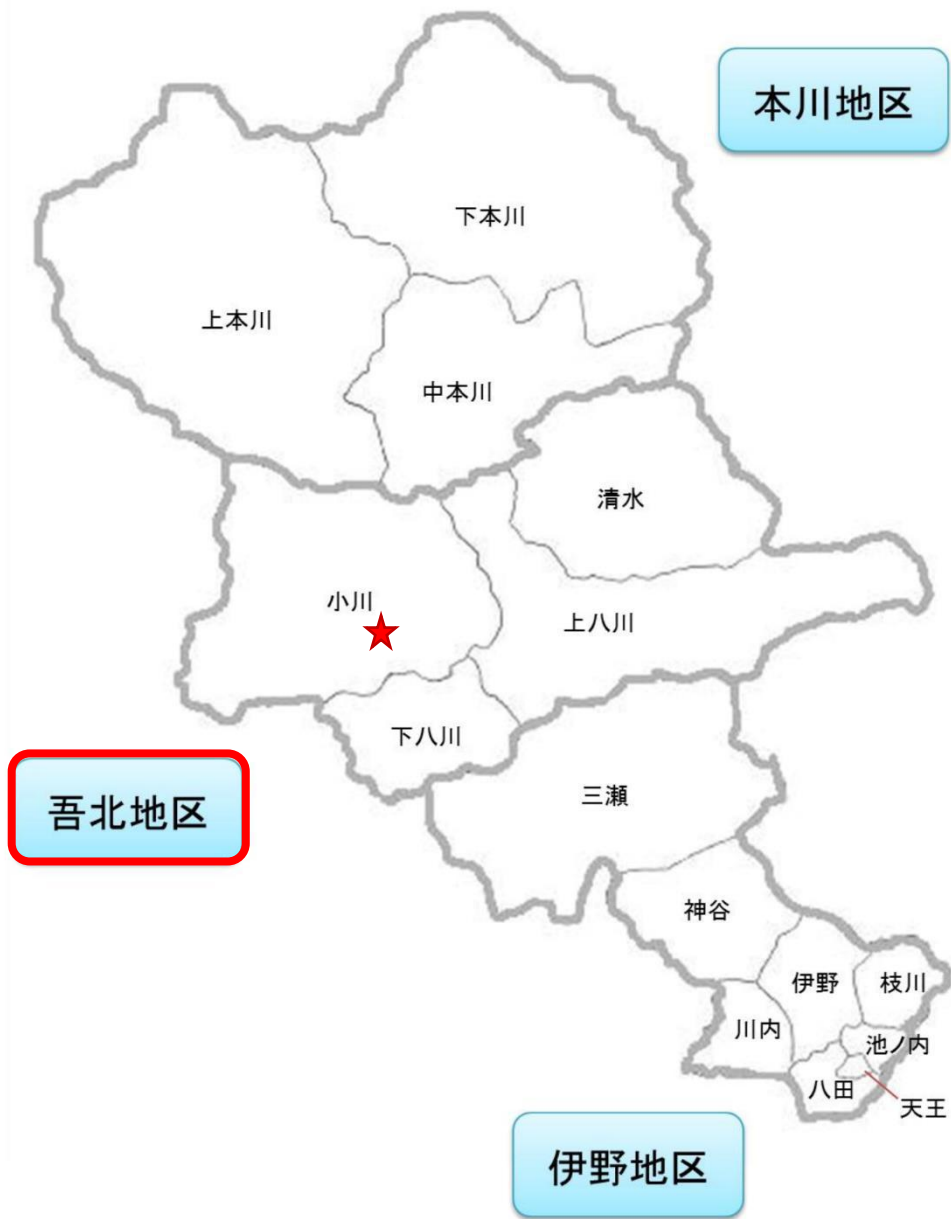 本川地区
下本川
上本川
中本川
清水
小川
上八川
下八川
吾北地区
三瀬
神谷
伊野
枝川
川内
池ノ内
八田
天王
伊野地区